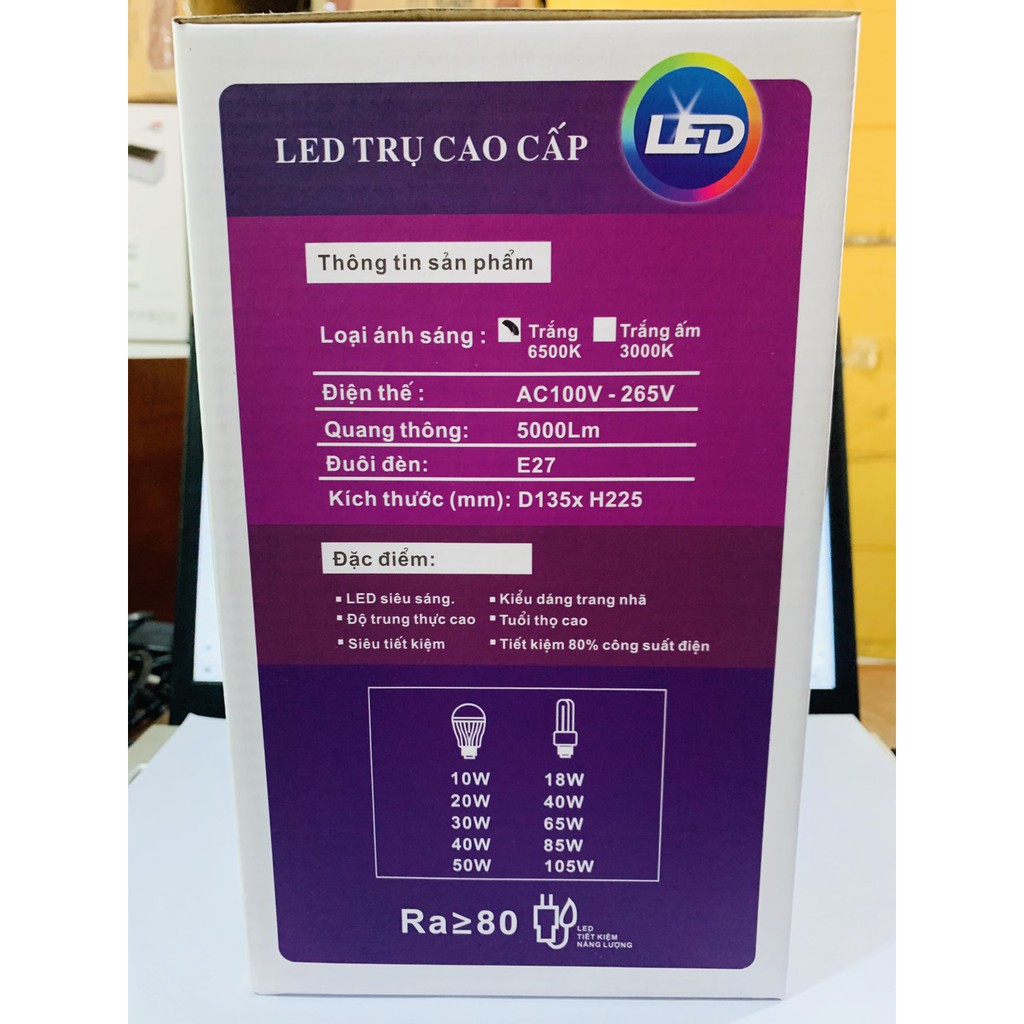 LED TRỤ CAO CẤP
LED
Thông tin sản phẩm
Loại ánh sáng : Trắng 6500K Trắng ấm 3000K
Điện thế : AC100V - 265V
Quang thông: 5000Lm
Đuôi đèn: E27
Kích thước (mm): D135x H225
Đặc điểm:
▪ LED siêu sáng. ▪ Kiểu dáng trang nhã
▪ Độ trung thực cao ▪ Tuổi thọ cao
▪ Siêu tiết kiệm ▪ Tiết kiệm 80% công suất điện
10W 18W
20W 40W
30W 65W
40W 85W
50W 105W
Ra≥80
LED
TIẾT KIỆM
NĂNG LƯỢNG